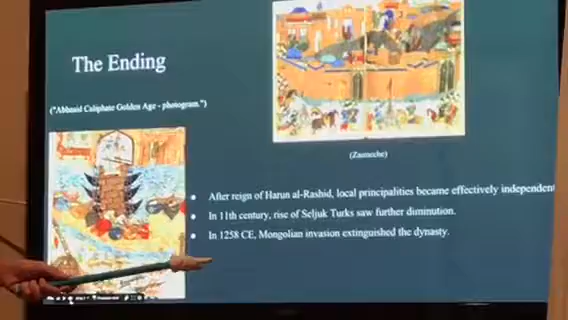 The Ending
("Abbasid Caliphate Golden Age - photogram.")
(Zaouche)
After reign of Harun al-Rashid, local principalities became effectively independent
In 11th century, rise of Seljuk Turks saw further diminution.
In 1258 CE, Mongolian invasion extinguished the dynasty.